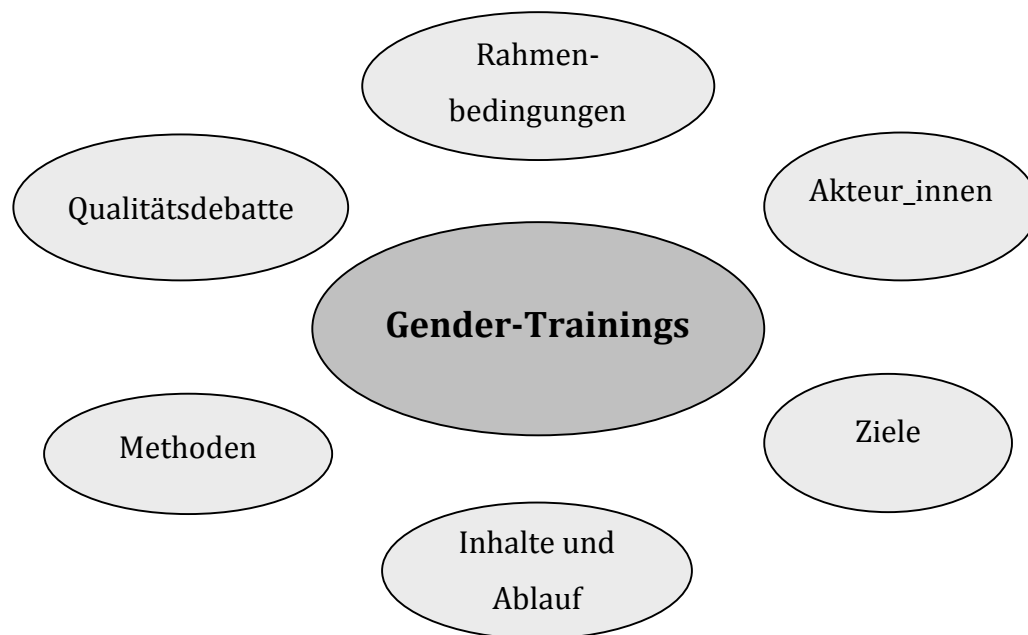 Rahmen-
bedingungen
Qualitätsdebatte
Akteur_innen
Gender-Trainings
Methoden
Ziele
Inhalte und
Ablauf